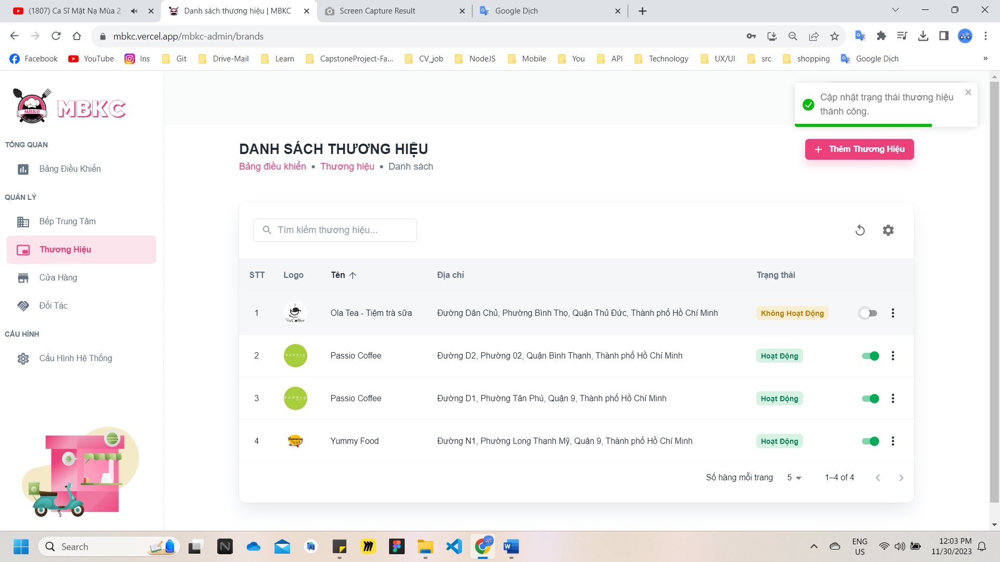 (1807) Ca Sĩ Mặt Nạ Mùa 2 -
Danh sách thương hiệu | MBKC
Screen Capture Result
Google Dịch
mbkc.vercel.app/mbkc-admin/brands
Facebook
YouTube
Ins
Git
Drive-Mail
Learn
CapstoneProject-Fa...
CV_job
NodeJS
Mobile
You
API
Technology
UX/UI
src
shopping
Google Dịch
»
MBKC
MBKC
Cập nhật trạng thái thương hiệu
thành công.
TỔNG QUAN
Bảng Điều Khiển
QUẢN LÝ
Bếp Trung Tâm
Thương Hiệu
Cửa Hàng
Đối Tác
CẤU HÌNH
Cấu Hình Hệ Thống
DANH SÁCH THƯƠNG HIỆU
Bảng điều khiển • Thương hiệu • Danh sách
+ Thêm Thương Hiệu
Tìm kiếm thương hiệu...
STT Logo Tên Địa chỉ Trạng thái
1 Ola Tea - Tiệm trà sữa Đường Dân Chủ, Phường Bình Thọ, Quận Thủ Đức, Thành phố Hồ Chí Minh Không Hoạt Động
2 PASSIO Passio Coffee Đường D2, Phường 02, Quận Bình Thạnh, Thành phố Hồ Chí Minh Hoạt Động
3 PASSIO Passio Coffee Đường D1, Phường Tân Phú, Quận 9, Thành phố Hồ Chí Minh Hoạt Động
4 Yummy Food Đường N1, Phường Long Thạnh Mỹ, Quận 9, Thành phố Hồ Chí Minh Hoạt Động
Số hàng mỗi trang 5 1–4 of 4
Search
ENG
US
12:03 PM
11/30/2023